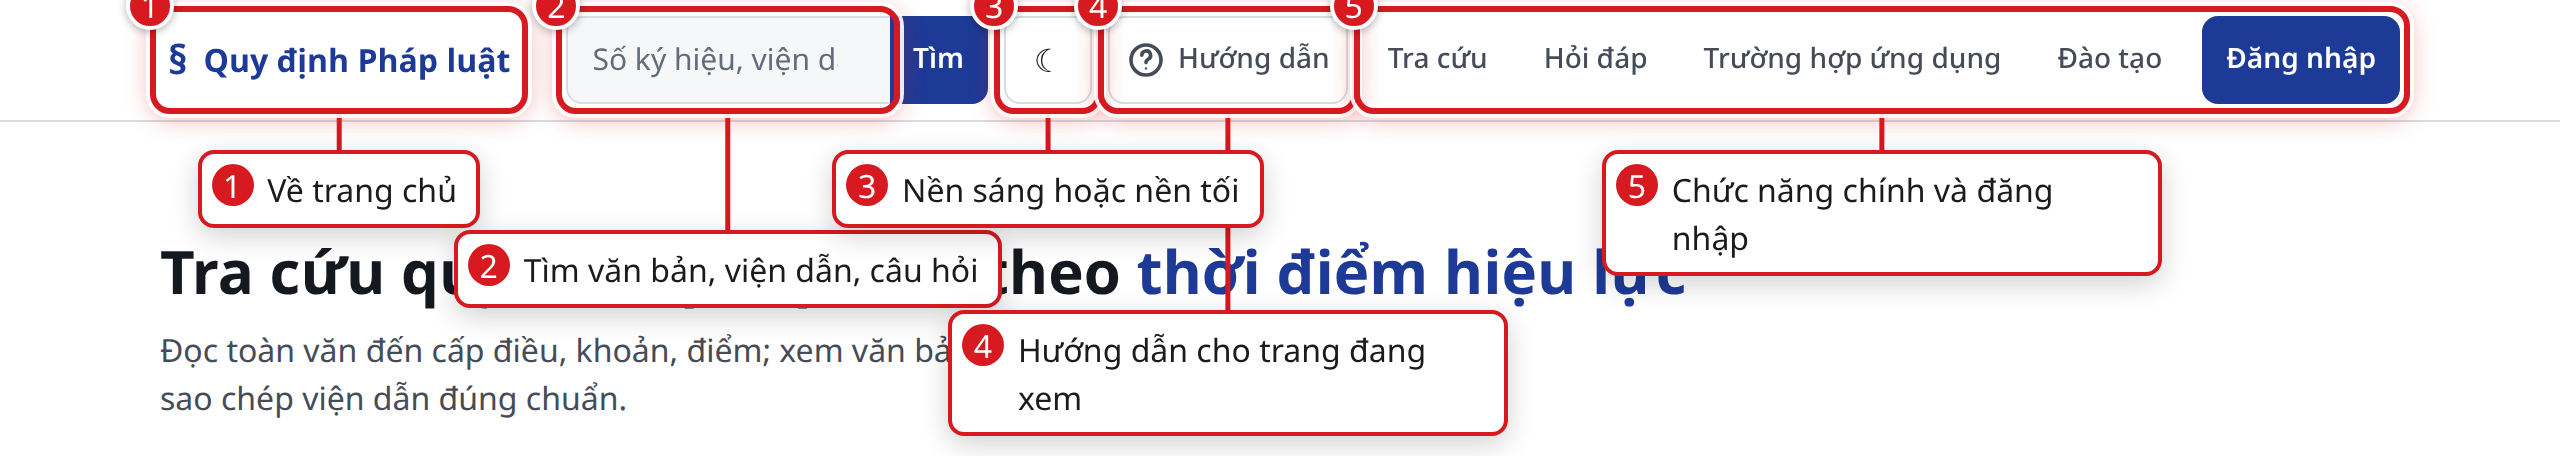 1 2 3 4 5
§ Quy định Pháp luật Số ký hiệu, viện d Tìm Hướng dẫn Tra cứu Hỏi đáp Trường hợp ứng dụng Đào tạo Đăng nhập
1 Về trang chủ
3 Nền sáng hoặc nền tối
5 Chức năng chính và đăng
nhập
2 Tìm văn bản, viện dẫn, câu hỏi
Tra cứu theo thời điểm hiệu lực
4 Hướng dẫn cho trang đang
xem
Đọc toàn văn đến cấp điều, khoản, điểm; xem văn
sao chép viện dẫn đúng chuẩn.